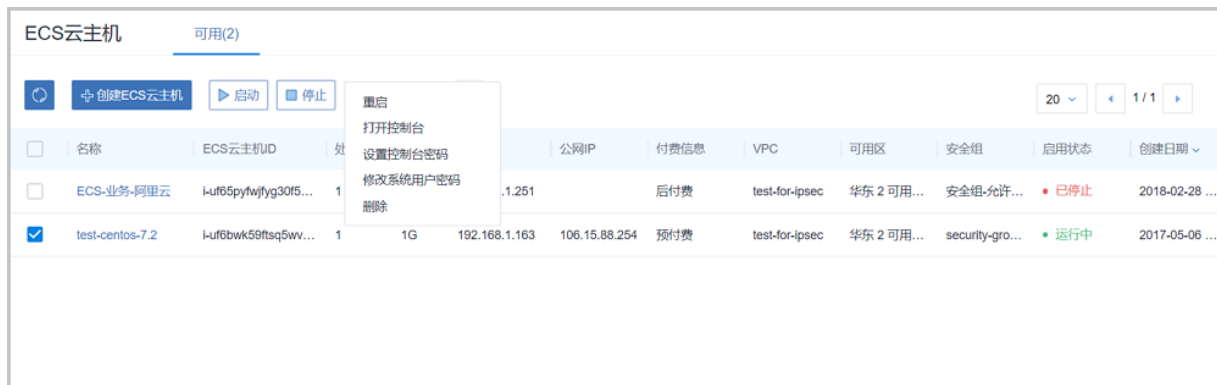 ECS云主机 可用(2)
创建ECS云主机 启动 停止 20 1 / 1
重启
打开控制台
设置控制台密码
修改系统用户密码
删除
名称 ECS云主机ID 处 公网IP 付费信息 VPC 可用区 安全组 启用状态 创建日期
ECS-业务-阿里云 i-uf65pyfwjfyg30f5... 1 .1.251 后付费 test-for-ipsec 华东 2 可用... 安全组-允许... 已停止 2018-02-28 ...
test-centos-7.2 i-uf6bwk59ftsq5wv... 1 1G 192.168.1.163 106.15.88.254 预付费 test-for-ipsec 华东 2 可用... security-gro... 运行中 2017-05-06 ...